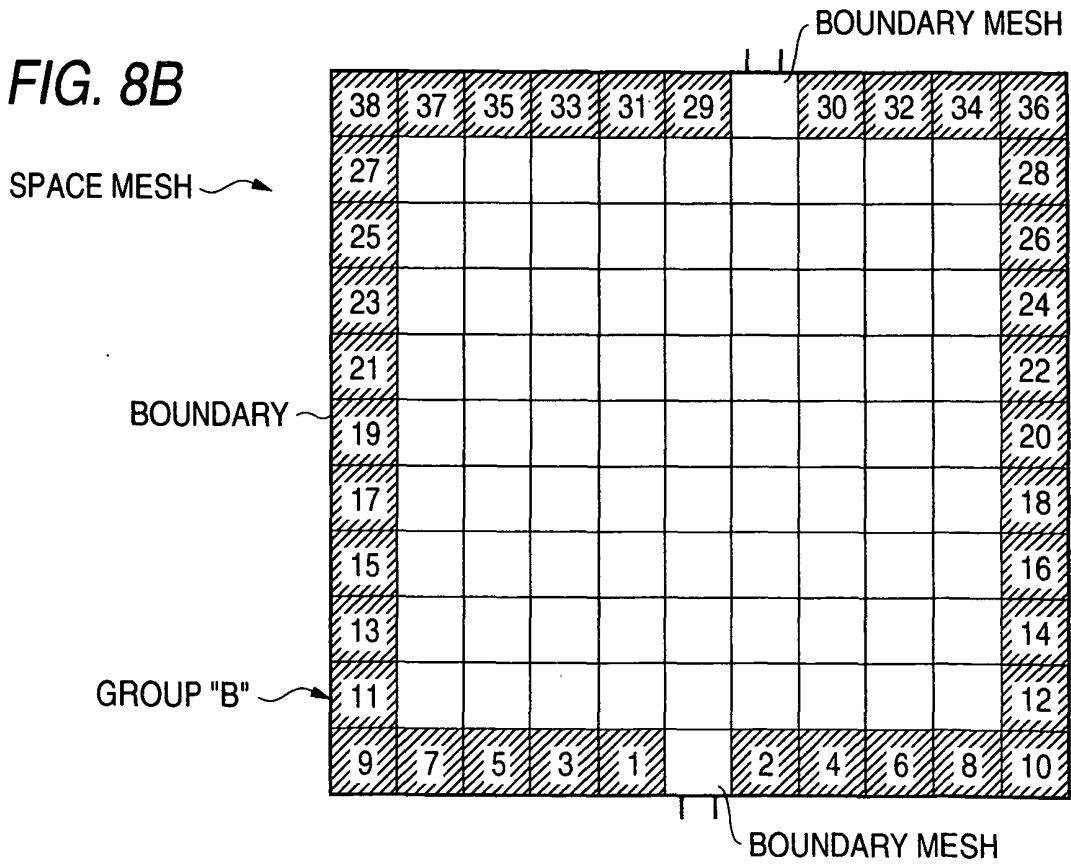 BOUNDARY MESH
FIG. 8B
38 37 35 33 31 29 30 32 34 36
27 28
SPACE MESH
25 26
23 24
21 22
BOUNDARY
19 20
17 18
15 16
13 14
GROUP "B"
11 12
9 7 5 3 1 2 4 6 8 10
BOUNDARY MESH